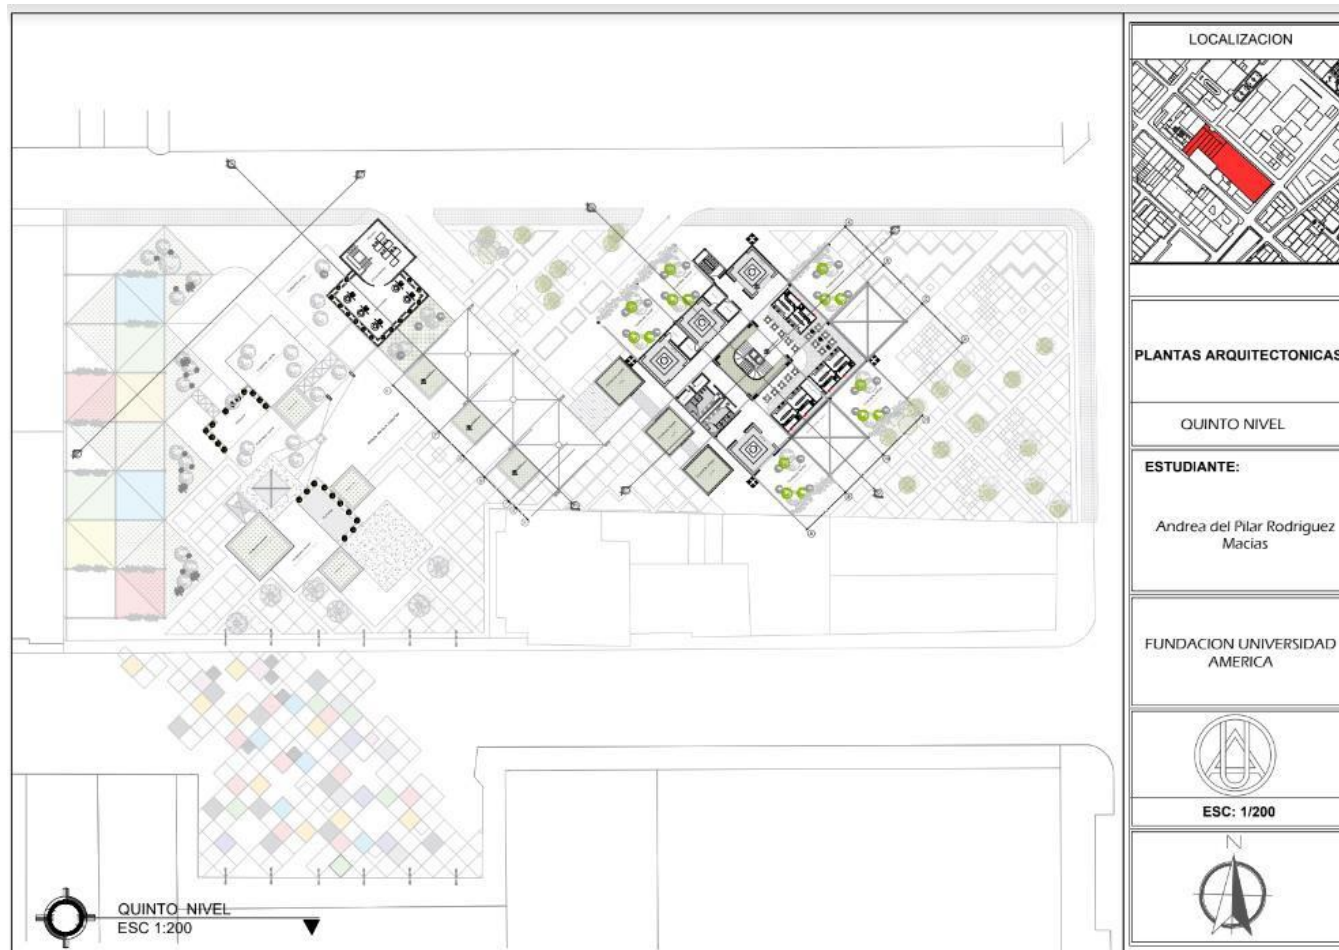 LOCALIZACION
PLANTAS ARQUITECTONICAS
QUINTO NIVEL
ESTUDIANTE:
Andrea del Pilar Rodriguez
Macias
FUNDACION UNIVERSIDAD
AMERICA
ESC: 1/200
N
QUINTO NIVEL
ESC 1:200